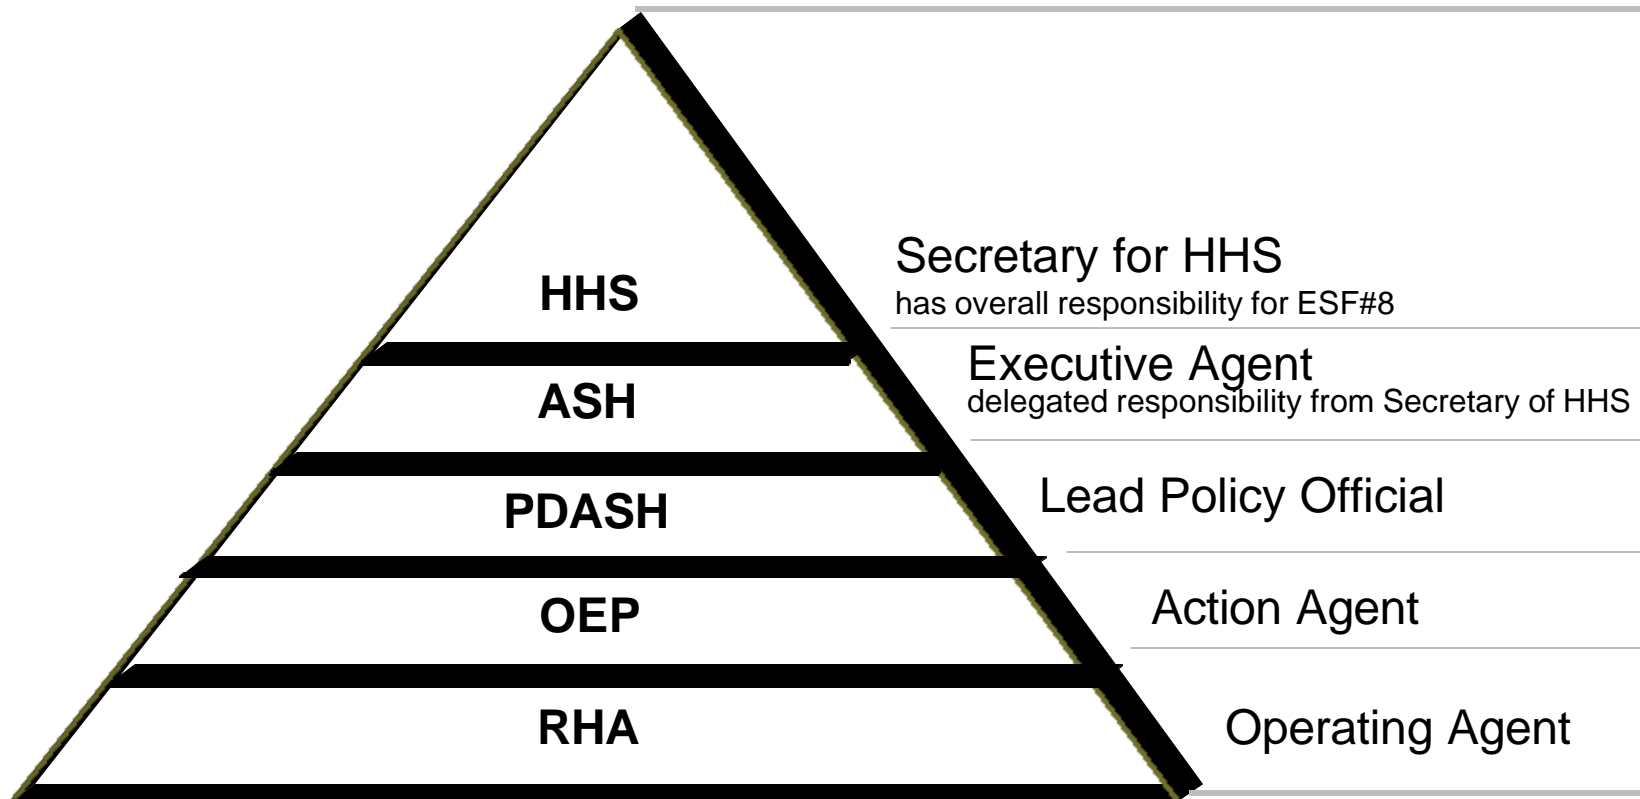 HHS
Secretary for HHS
has overall responsibility for ESF#8
ASH
Executive Agent
delegated responsibility from Secretary of HHS
PDASH
Lead Policy Official
OEP
Action Agent
RHA
Operating Agent